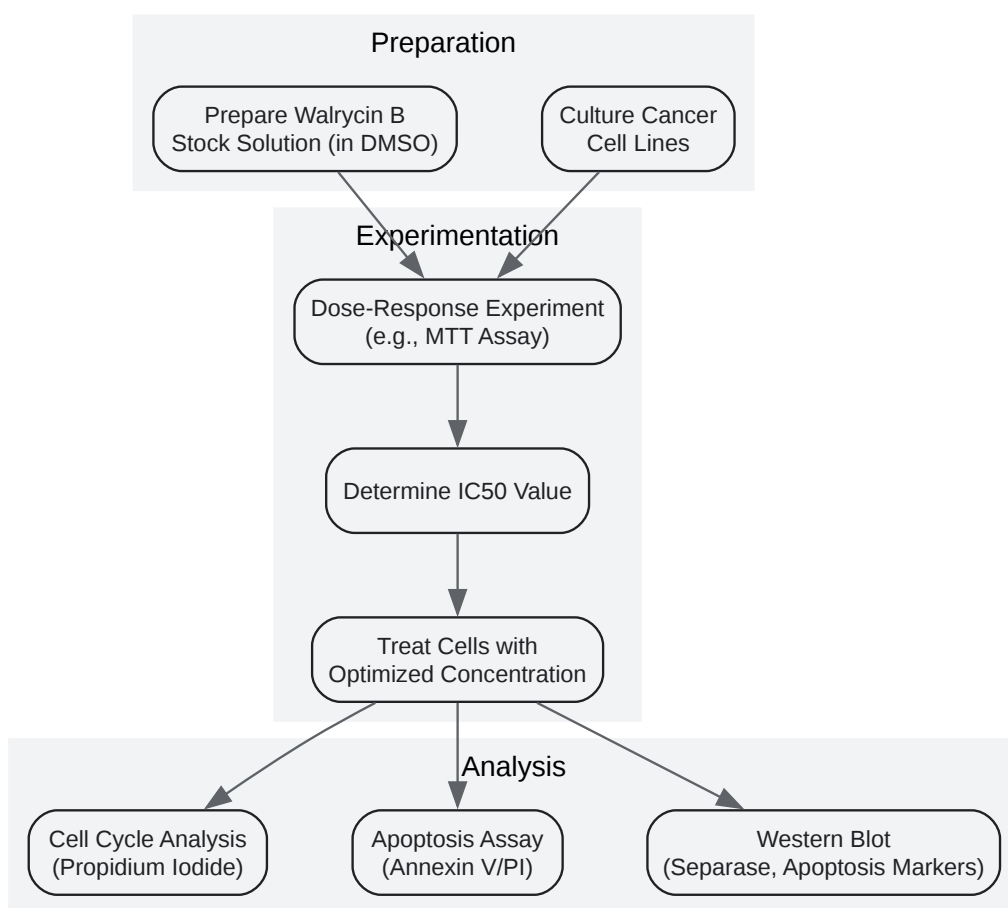 Preparation
Prepare Walrycin B
Stock Solution (in DMSO)
Culture Cancer
Cell Lines
Experimentation
Dose-Response Experiment
(e.g., MTT Assay)
Determine IC50 Value
Treat Cells with
Optimized Concentration
Analysis
Cell Cycle Analysis
(Propidium Iodide)
Apoptosis Assay
(Annexin V/PI)
Western Blot
(Separase, Apoptosis Markers)